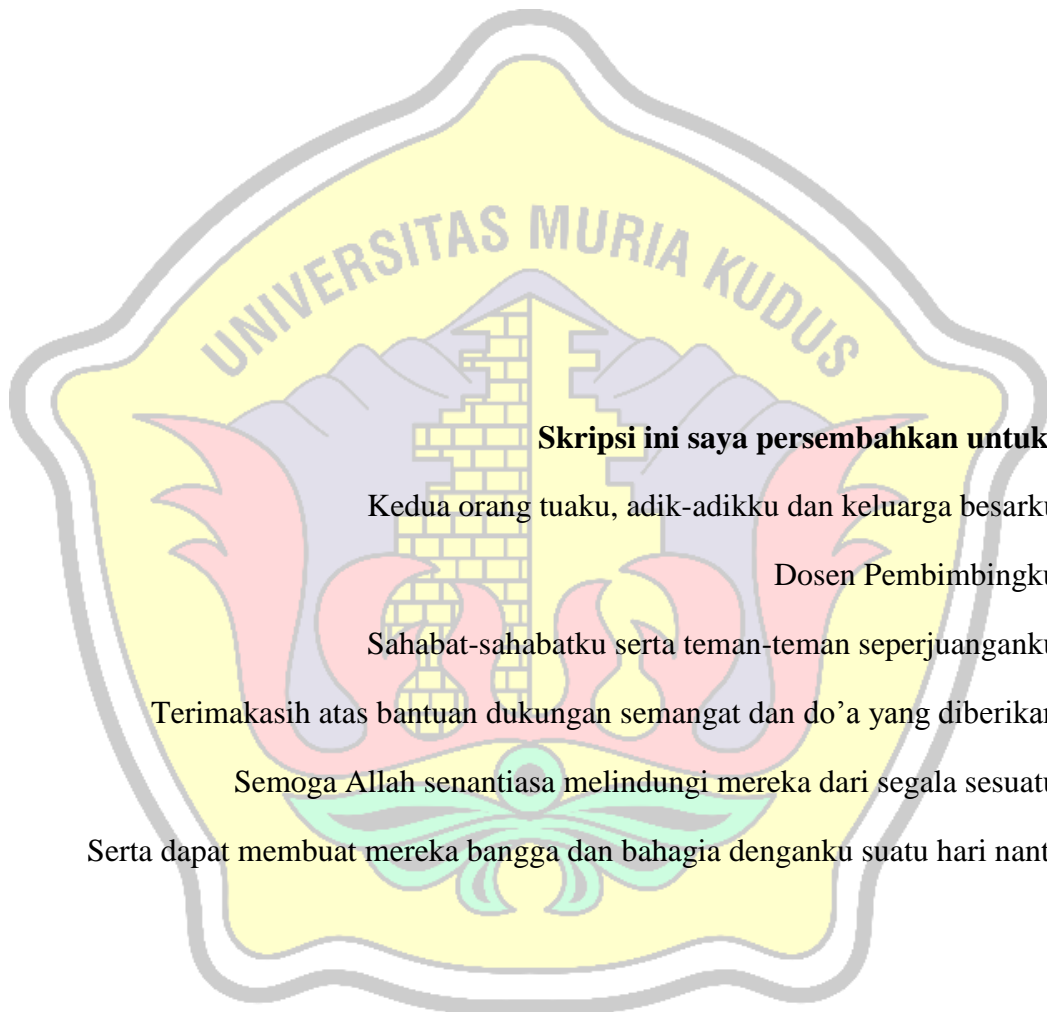 UNIVERSITAS MURIA KUDUS
Skripsi ini saya persembahkan untuk
Kedua orang tuaku, adik-adikku dan keluarga besarku
Dosen Pembimbingku
Sahabat-sahabatku serta teman-teman seperjuanganku
Terimakasih atas bantuan dukungan semangat dan do’a yang diberikan
Semoga Allah senantiasa melindungi mereka dari segala sesuatu
Serta dapat membuat mereka bangga dan bahagia denganku suatu hari nant